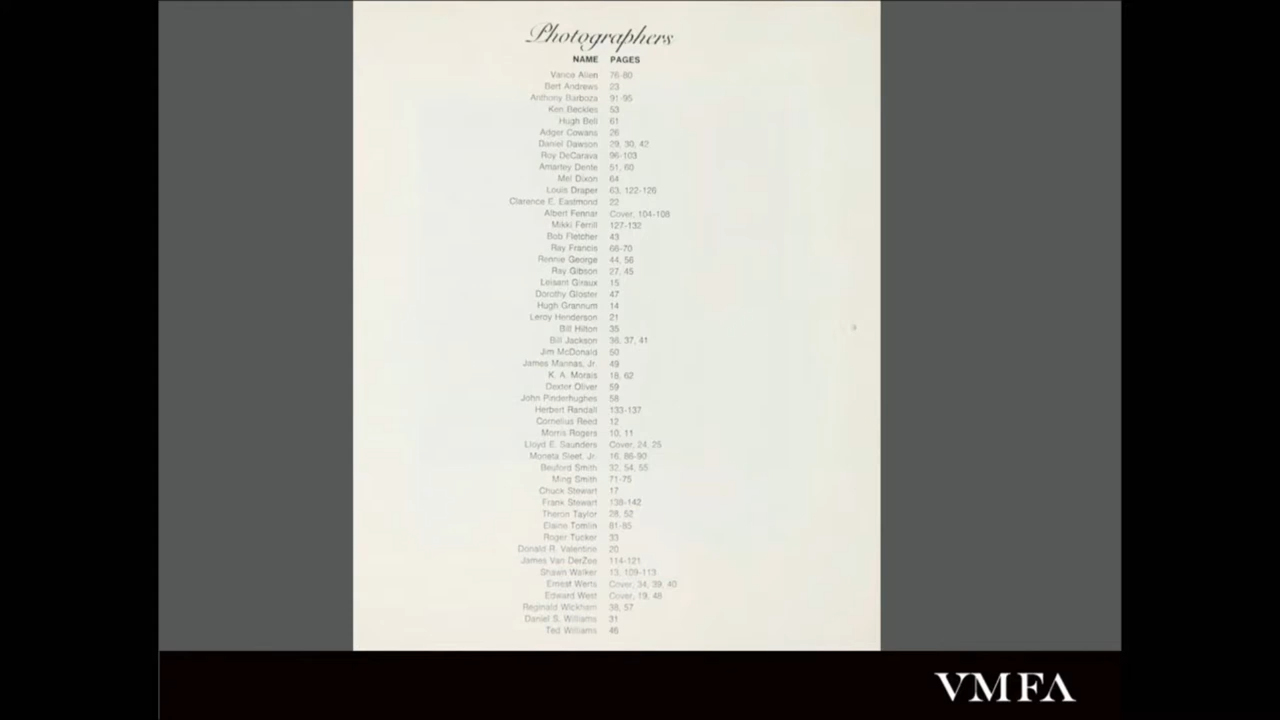 Photographers
NAME PAGES
Vance Allen 76-80
Bert Andrews 23
Anthony Barboza 91-95
Ken Beckles 53
Hugh Bell 61
Adger Cowans 26
Daniel Dawson 29, 30, 42
Roy DeCarava 96-103
Amartey Dente 51, 60
Mel Dixon 64
Louis Draper 63, 122-126
Clarence E. Eastmond 22
Albert Fennar Cover, 104-108
Mikki Ferrill 127-132
Bob Fletcher 43
Ray Francis 66-70
Rennie George 44, 56
Ray Gibson 27, 45
Leisant Giraux 15
Dorothy Gloster 47
Hugh Grannum 14
Leroy Henderson 21
Bill Hilton 35
Bill Jackson 36, 37, 41
Jim McDonald 50
James Mannas, Jr. 49
K. A. Morais 18, 62
Dexter Oliver 59
John Pinderhughes 58
Herbert Randall 133-137
Cornelius Reed 12
Morris Rogers 10, 11
Lloyd E. Saunders Cover, 24, 25
Moneta Sleet, Jr. 16, 86-90
Beuford Smith 32, 54, 55
Ming Smith 71-75
Chuck Stewart 17
Frank Stewart 138-142
Theron Taylor 28, 52
Elaine Tomlin 81-85
Roger Tucker 33
Donald R. Valentine 20
James Van DerZee 114-121
Shawn Walker 13, 109-113
Ernest Werts Cover, 34, 39, 40
Edward West Cover, 19, 48
Reginald Wickham 38, 57
Daniel S. Williams 31
Ted Williams 46
VMFA